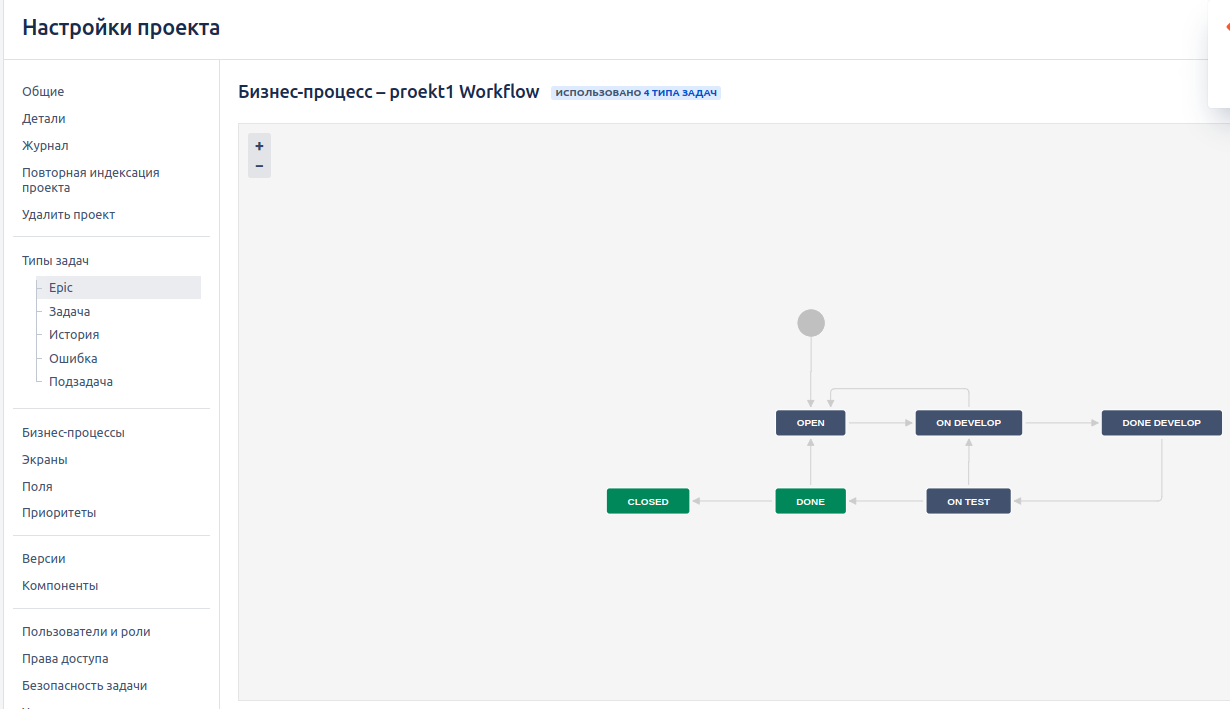 Настройки проекта
Общие
Детали
Журнал
Повторная индексация
проекта
Удалить проект
Типы задач
Epic
Задача
История
Ошибка
Подзадача
Бизнес-процессы
Экраны
Поля
Приоритеты
Версии
Компоненты
Пользователи и роли
Права доступа
Безопасность задачи
Бизнес-процесс – proekt1 Workflow ИСПОЛЬЗОВАНО 4 ТИПА ЗАДАЧ
+
–
OPEN ON DEVELOP DONE DEVELOP
CLOSED DONE ON TEST